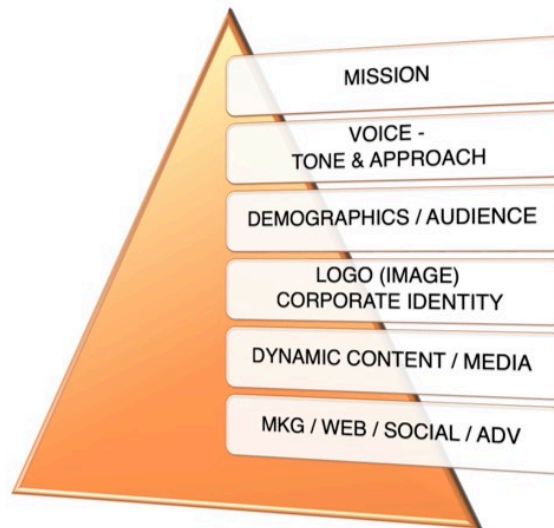 MISSION
VOICE -
TONE & APPROACH
DEMOGRAPHICS / AUDIENCE
LOGO (IMAGE)
CORPORATE IDENTITY
DYNAMIC CONTENT / MEDIA
MKG / WEB / SOCIAL / ADV